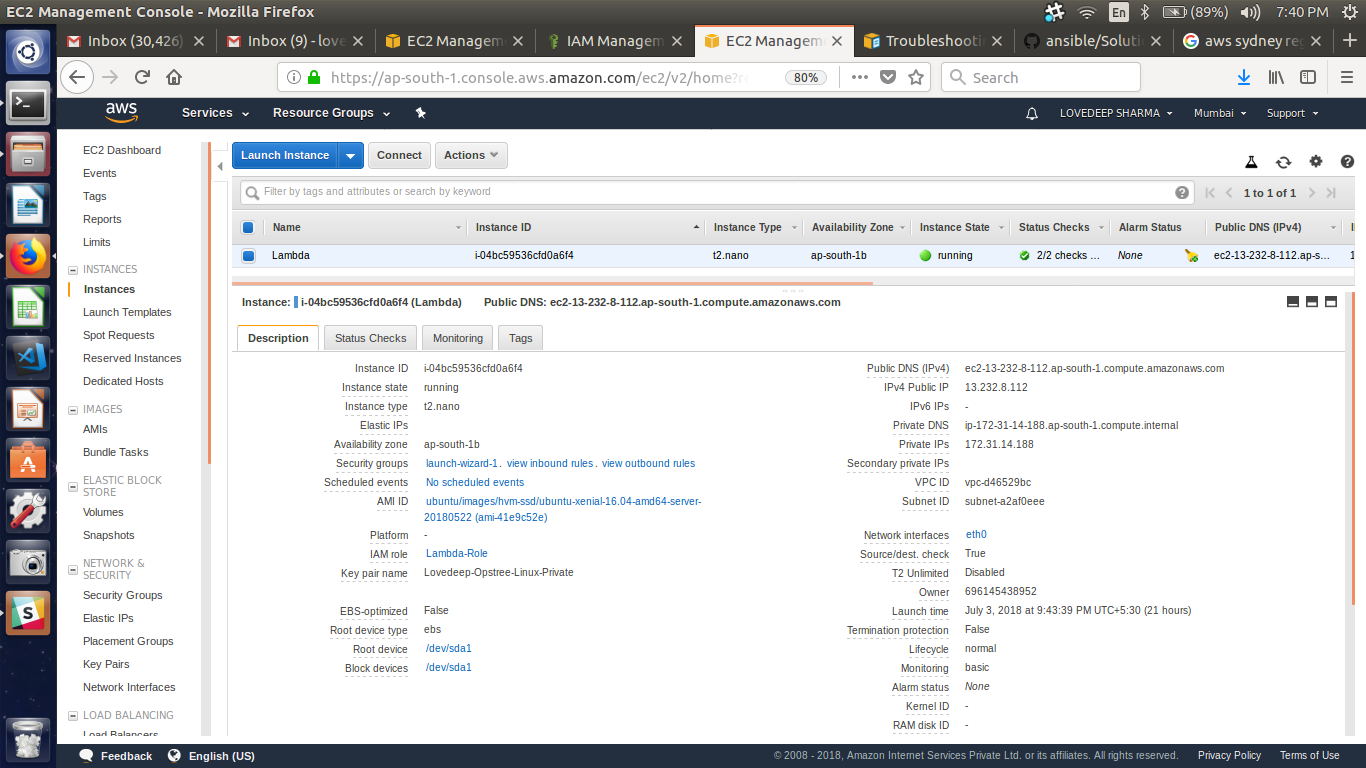 EC2 Management Console - Mozilla Firefox
En (89%) 7:40 PM
Inbox (30,426)
Inbox (9) - love
EC2 Managem
IAM Managem
EC2 Manageme
Troubleshootin
ansible/Soluti
aws sydney reg
https://ap-south-1.console.aws.amazon.com/ec2/v2/home?re
80%
Search
aws
Services
Resource Groups
LOVEDEEP SHARMA
Mumbai
Support
EC2 Dashboard
Events
Tags
Reports
Limits
INSTANCES
Instances
Launch Templates
Spot Requests
Reserved Instances
Dedicated Hosts
IMAGES
AMIs
Bundle Tasks
ELASTIC BLOCK
STORE
Volumes
Snapshots
NETWORK &
SECURITY
Security Groups
Elastic IPs
Placement Groups
Key Pairs
Network Interfaces
LOAD BALANCING
Load Balancers
Launch Instance
Connect
Actions
Filter by tags and attributes or search by keyword
1 to 1 of 1
Name Instance ID Instance Type Availability Zone Instance State Status Checks Alarm Status Public DNS (IPv4)
Lambda i-04bc59536cfd0a6f4 t2.nano ap-south-1b running 2/2 checks ... None ec2-13-232-8-112.ap-s... 1
Instance: i-04bc59536cfd0a6f4 (Lambda) Public DNS: ec2-13-232-8-112.ap-south-1.compute.amazonaws.com
Description Status Checks Monitoring Tags
Instance ID i-04bc59536cfd0a6f4
Instance state running
Instance type t2.nano
Elastic IPs
Availability zone ap-south-1b
Security groups launch-wizard-1. view inbound rules. view outbound rules
Scheduled events No scheduled events
AMI ID ubuntu/images/hvm-ssd/ubuntu-xenial-16.04-amd64-server-
20180522 (ami-41e9c52e)
Platform -
IAM role Lambda-Role
Key pair name Lovedeep-Opstree-Linux-Private
EBS-optimized False
Root device type ebs
Root device /dev/sda1
Block devices /dev/sda1
Public DNS (IPv4) ec2-13-232-8-112.ap-south-1.compute.amazonaws.com
IPv4 Public IP 13.232.8.112
IPv6 IPs -
Private DNS ip-172-31-14-188.ap-south-1.compute.internal
Private IPs 172.31.14.188
Secondary private IPs
VPC ID vpc-d46529bc
Subnet ID subnet-a2af0eee
Network interfaces eth0
Source/dest. check True
T2 Unlimited Disabled
Owner 696145438952
Launch time July 3, 2018 at 9:43:39 PM UTC+5:30 (21 hours)
Termination protection False
Lifecycle normal
Monitoring basic
Alarm status None
Kernel ID -
RAM disk ID -
Feedback
English (US)
© 2008 - 2018, Amazon Internet Services Private Ltd. or its affiliates. All rights reserved.
Privacy Policy
Terms of Use